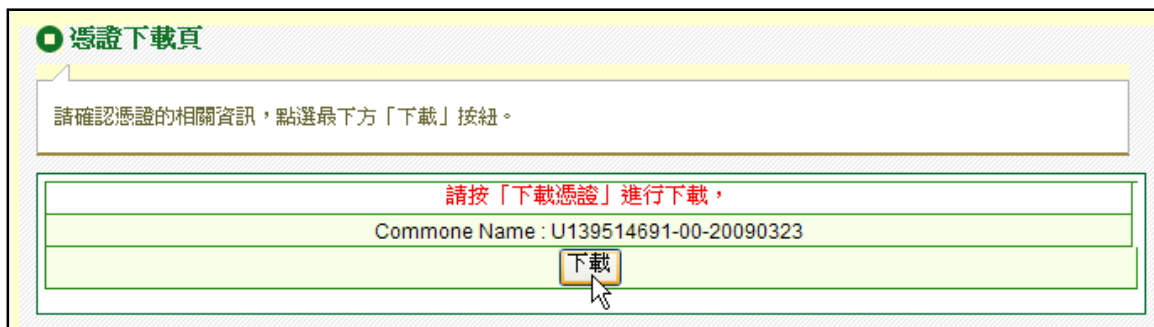 憑證下載頁
請確認憑證的相關資訊，點選最下方「下載」按紐。
請按「下載憑證」進行下載，
Commone Name : U139514691-00-20090323
下載